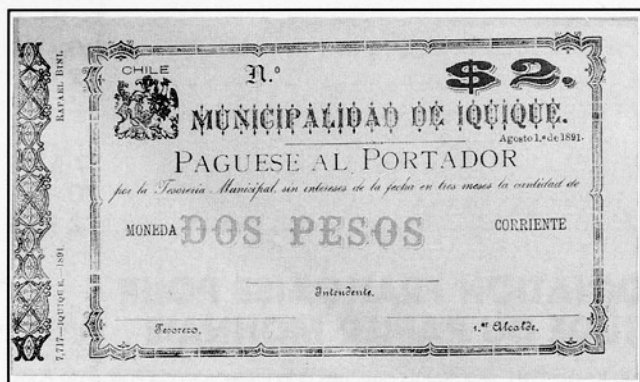 CHILE
N.º
$ 2.
MUNICIPALIDAD DE IQUIQUE.
Agosto 1.º de 1891.
PAGUESE AL PORTADOR
por la Tesorería Municipal, sin intereses de la fecha en tres meses la cantidad de
MONEDA DOS PESOS CORRIENTE
Intendente.
Tesorero.
1.er Alcalde.
RAFAEL BINI.
7,717—IQUIQUE.—1891